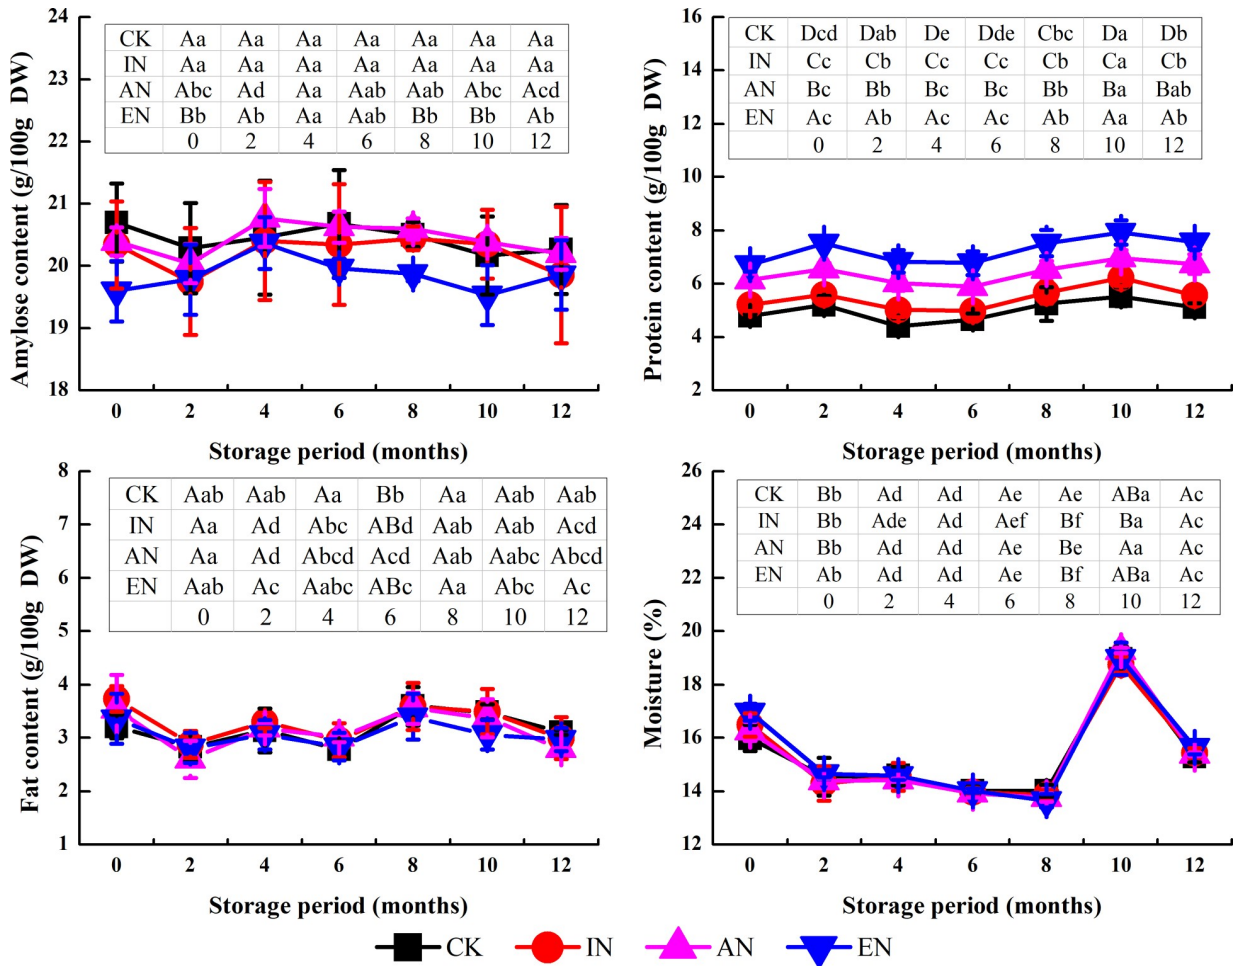 Amylose content (g/100g DW)
24
23
22
21
20
19
18
CK Aa Aa Aa Aa Aa Aa Aa
IN Aa Aa Aa Aa Aa Aa Aa
AN Abc Ad Aa Aab Aab Abc Acd
EN Bb Ab Aa Aab Bb Bb Ab
0 2 4 6 8 10 12
0 2 4 6 8 10 12
Storage period (months)
Protein content (g/100g DW)
16
14
12
10
8
6
4
2
CK Dcd Dab De Dde Cbc Da Db
IN Cc Cb Cc Cc Cb Ca Cb
AN Bc Bb Bc Bc Bb Ba Bab
EN Ac Ab Ac Ac Ab Aa Ab
0 2 4 6 8 10 12
0 2 4 6 8 10 12
Storage period (months)
Fat content (g/100g DW)
8
7
6
5
4
3
2
1
CK Aab Aab Aa Bb Aa Aab Aab
IN Aa Ad Abc ABd Aab Aab Acd
AN Aa Ad Abcd Acd Aab Aabc Abcd
EN Aab Ac Aabc ABc Aa Abc Ac
0 2 4 6 8 10 12
0 2 4 6 8 10 12
Storage period (months)
Moisture (%)
26
24
22
20
18
16
14
12
CK Bb Ad Ad Ae Ae ABa Ac
IN Bb Ade Ad Aef Bf Ba Ac
AN Bb Ad Ad Ae Be Aa Ac
EN Ab Ad Ad Ae Bf ABa Ac
0 2 4 6 8 10 12
0 2 4 6 8 10 12
Storage period (months)
CK IN AN EN